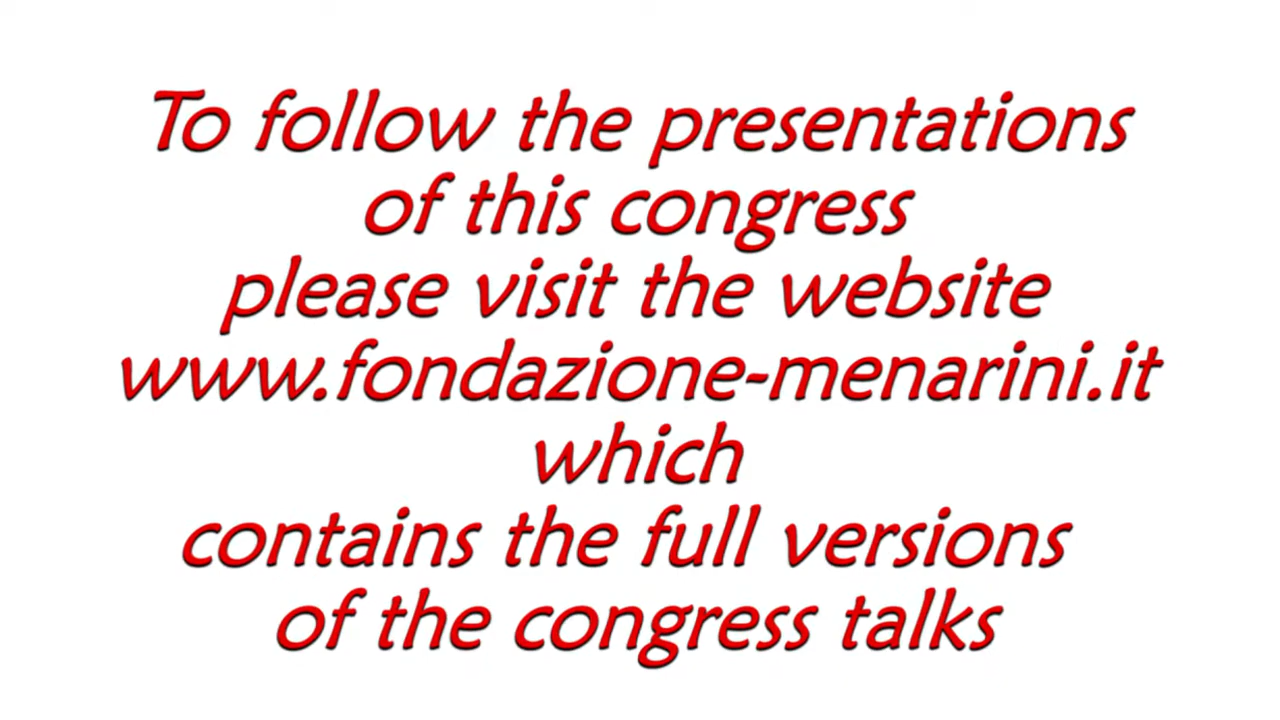 To follow the presentations
of this congress
please visit the website
www.fondazione-menarini.it
which
contains the full versions
of the congress talks